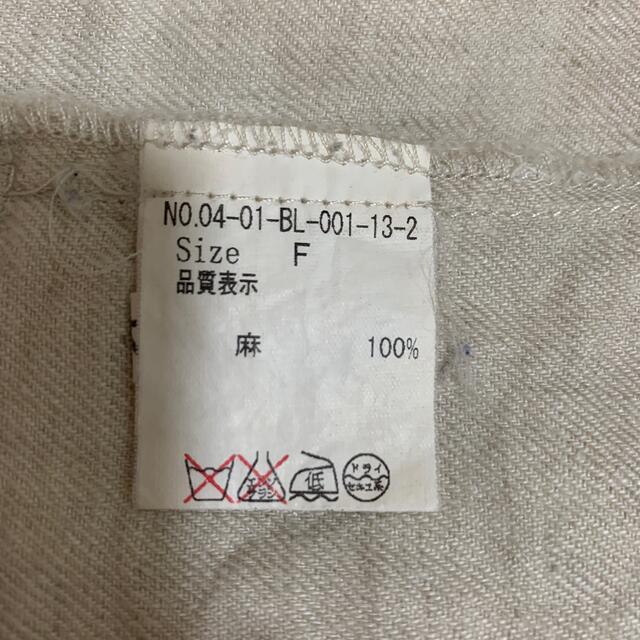 NO.04-01-BL-001-13-2
Size F
品質表示
麻 100%
エンソ
サラシ
低
ドライ
セキユ系